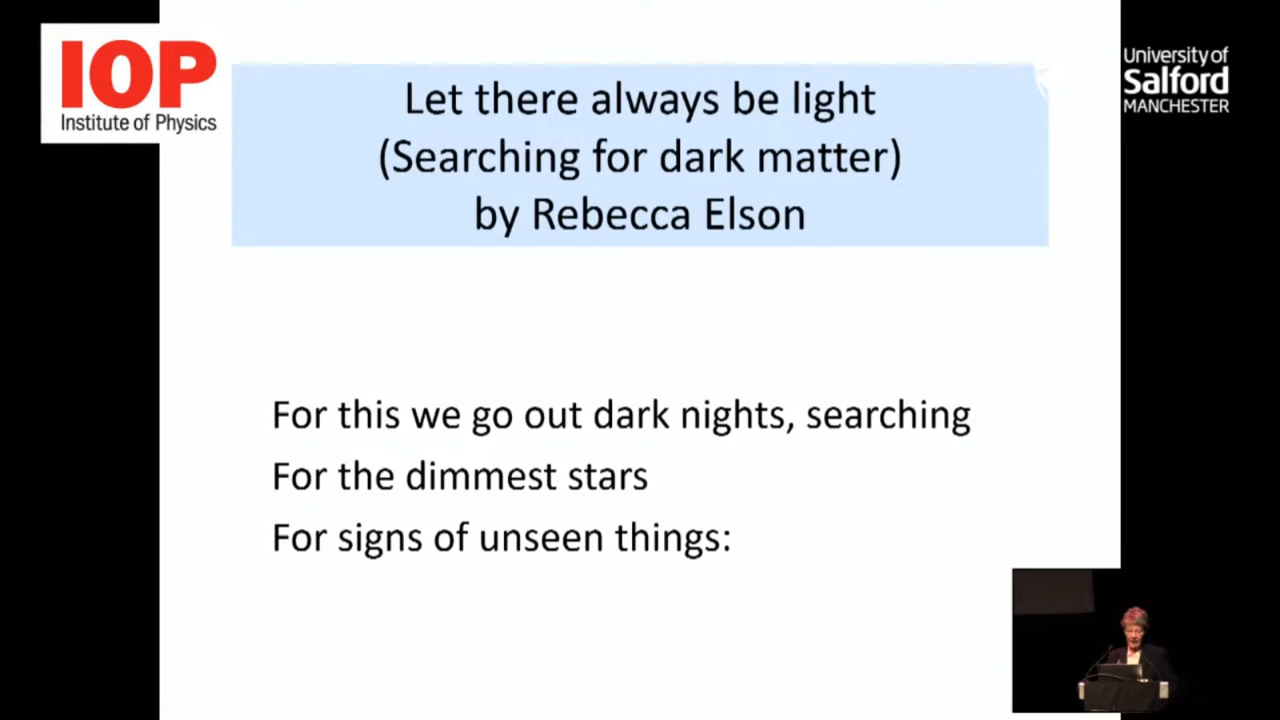 IOP
Institute of Physics
University of
Salford
MANCHESTER
Let there always be light
(Searching for dark matter)
by Rebecca Elson
For this we go out dark nights, searching
For the dimmest stars
For signs of unseen things: